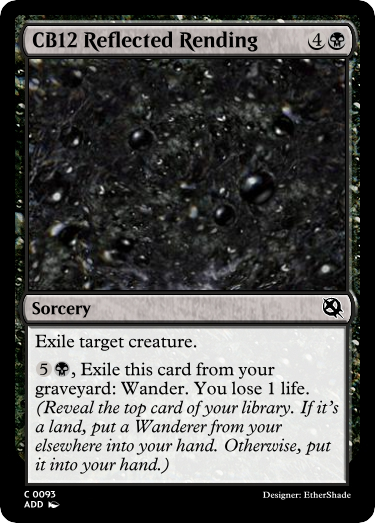 CB12 Reflected Rending 4
Sorcery
Exile target creature.
5 , Exile this card from your
graveyard: Wander. You lose 1 life.
(Reveal the top card of your library. If it's
a land, put a Wanderer from your
elsewhere into your hand. Otherwise, put
it into your hand.)
C 0093
ADD
Designer: EtherShade